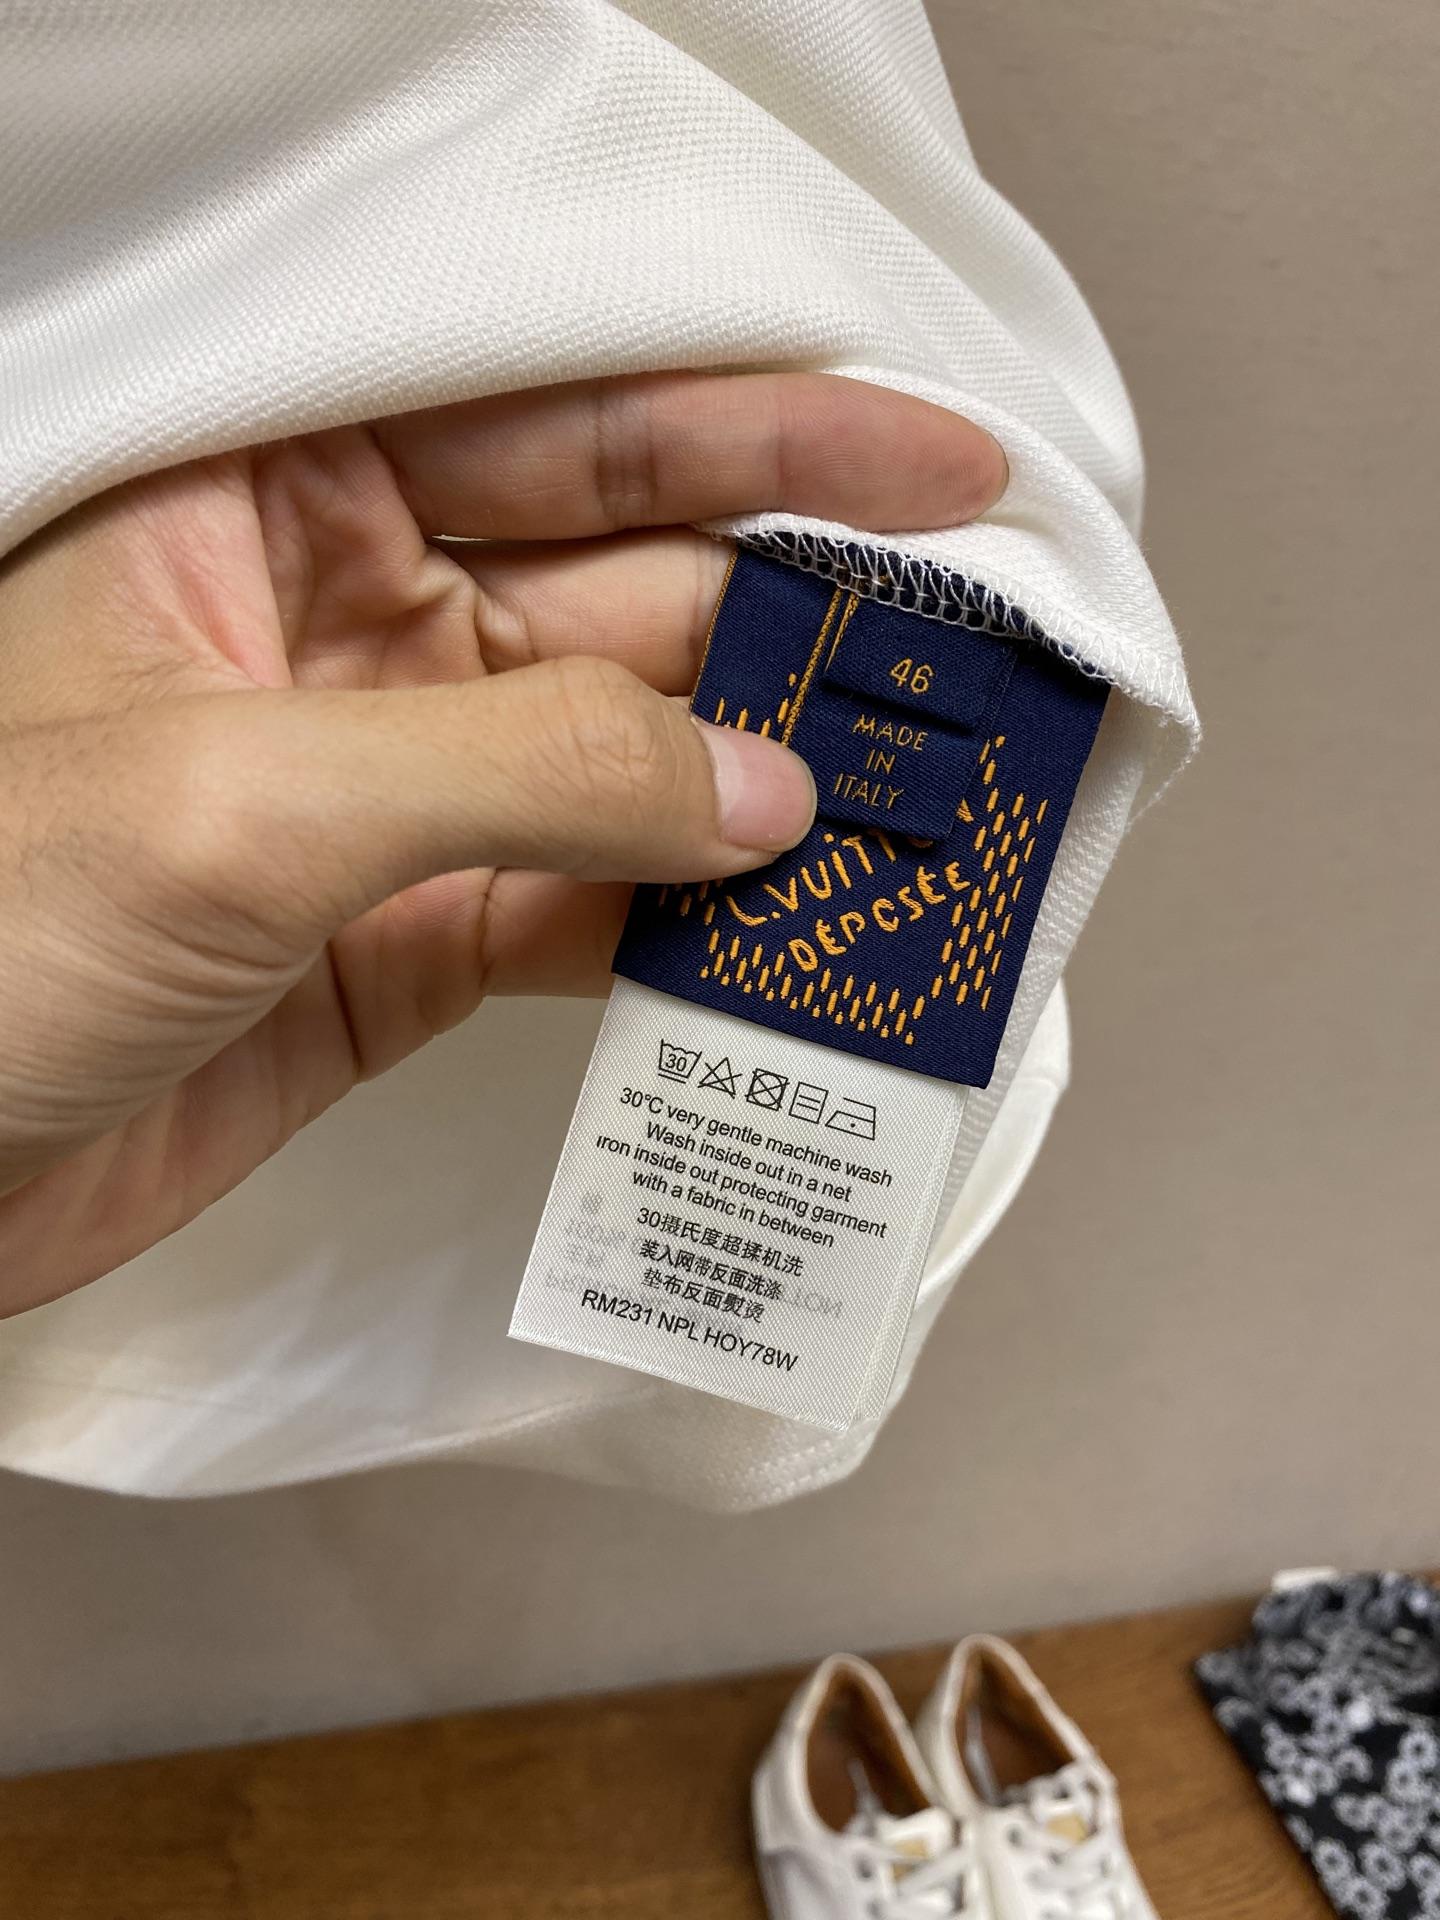 46
MADE
IN
ITALY
L.VUITTON
DÉPOSÉE
30
30°C very gentle machine wash
Wash inside out in a net
Iron inside out protecting garment
with a fabric in between
30摄氏度超揉机洗
装入网带反面洗涤
垫布反面熨烫
RM231 NPL HOY78W